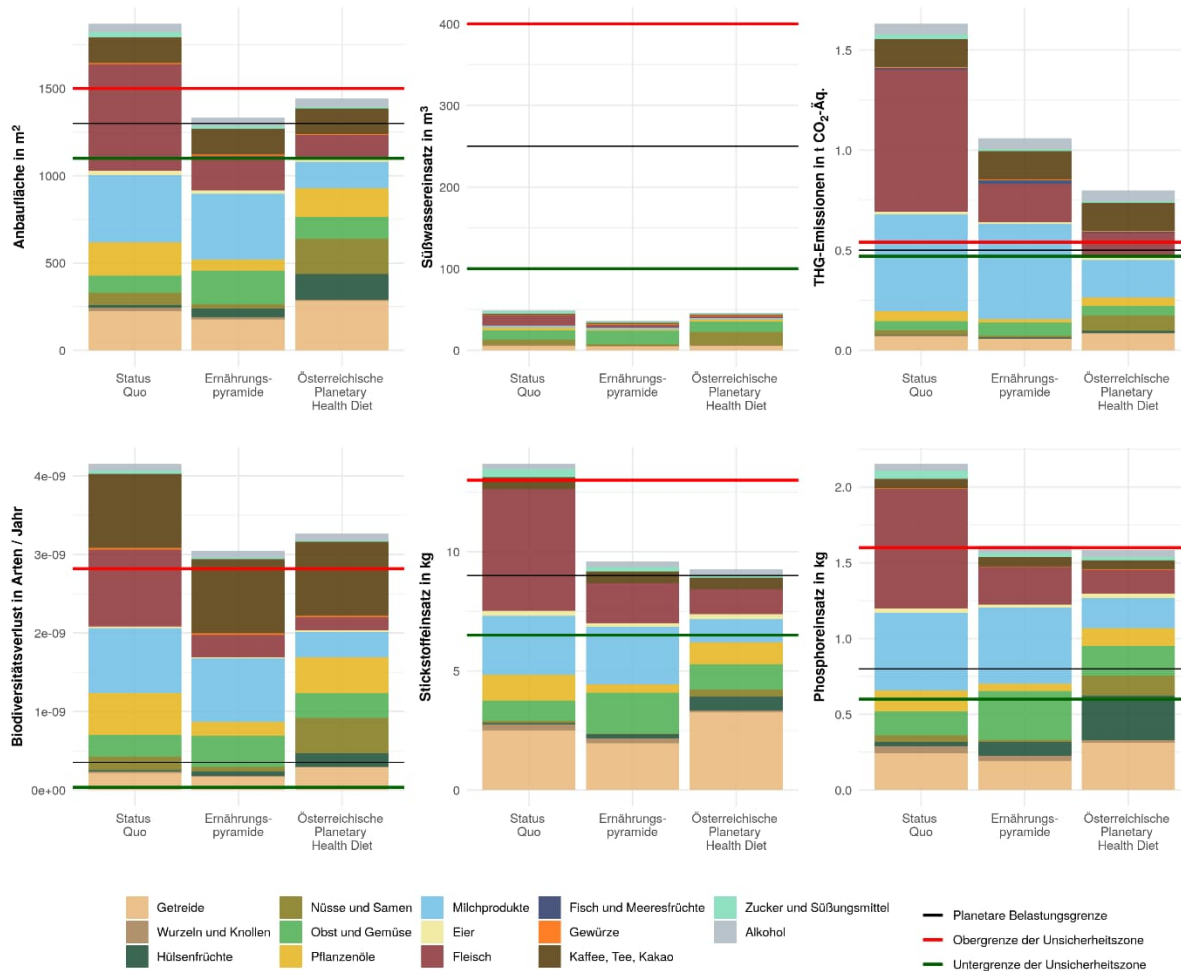 Anbaufläche in m²
1500
1000
500
0
Status
Quo
Ernährungs-
pyramide
Österreichische
Planetary
Health Diet
Süßwassereinsatz in m³
400
300
200
100
0
Status
Quo
Ernährungs-
pyramide
Österreichische
Planetary
Health Diet
THG-Emissionen in t CO₂-Äq.
1.5
1.0
0.5
0.0
Status
Quo
Ernährungs-
pyramide
Österreichische
Planetary
Health Diet
Biodiversitätsverlust in Arten / Jahr
4e-09
3e-09
2e-09
1e-09
0e+00
Status
Quo
Ernährungs-
pyramide
Österreichische
Planetary
Health Diet
Stickstoffeinsatz in kg
10
5
0
Status
Quo
Ernährungs-
pyramide
Österreichische
Planetary
Health Diet
Phosphoreinsatz in kg
2.0
1.5
1.0
0.5
0.0
Status
Quo
Ernährungs-
pyramide
Österreichische
Planetary
Health Diet
Getreide
Wurzeln und Knollen
Hülsenfrüchte
Nüsse und Samen
Obst und Gemüse
Pflanzenöle
Milchprodukte
Eier
Fleisch
Fisch und Meeresfrüchte
Gewürze
Kaffee, Tee, Kakao
Zucker und Süßungsmittel
Alkohol
Planetare Belastungsgrenze
Obergrenze der Unsicherheitszone
Untergrenze der Unsicherheitszone